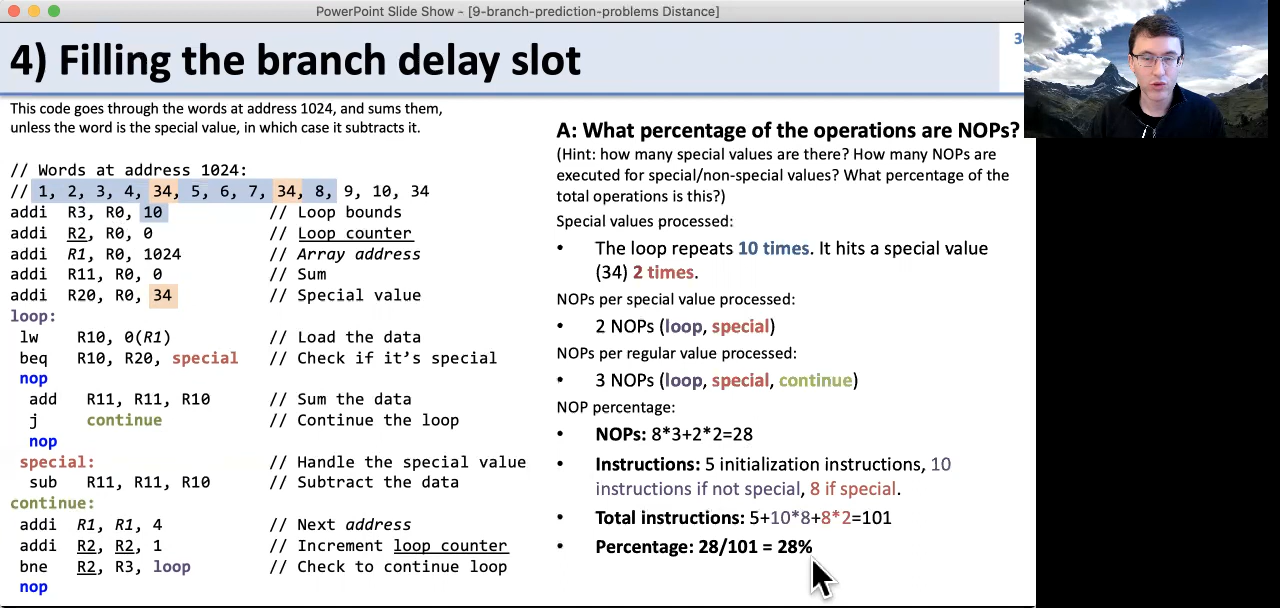 PowerPoint Slide Show - [9-branch-prediction-problems Distance]
4) Filling the branch delay slot
This code goes through the words at address 1024, and sums them,
unless the word is the special value, in which case it subtracts it.
// Words at address 1024:
// 1, 2, 3, 4, 34, 5, 6, 7, 34, 8, 9, 10, 34
addi R3, R0, 10 // Loop bounds
addi R2, R0, 0 // Loop counter
addi R1, R0, 1024 // Array address
addi R11, R0, 0 // Sum
addi R20, R0, 34 // Special value
loop:
lw R10, 0(R1) // Load the data
beq R10, R20, special // Check if it's special
nop
add R11, R11, R10 // Sum the data
j continue // Continue the loop
nop
special: // Handle the special value
sub R11, R11, R10 // Subtract the data
continue:
addi R1, R1, 4 // Next address
addi R2, R2, 1 // Increment loop counter
bne R2, R3, loop // Check to continue loop
nop
A: What percentage of the operations are NOPs?
(Hint: how many special values are there? How many NOPs are
executed for special/non-special values? What percentage of the
total operations is this?)
Special values processed:
• The loop repeats 10 times. It hits a special value
(34) 2 times.
NOPs per special value processed:
• 2 NOPs (loop, special)
NOPs per regular value processed:
• 3 NOPs (loop, special, continue)
NOP percentage:
• NOPs: 8*3+2*2=28
• Instructions: 5 initialization instructions, 10
instructions if not special, 8 if special.
• Total instructions: 5+10*8+8*2=101
• Percentage: 28/101 = 28%